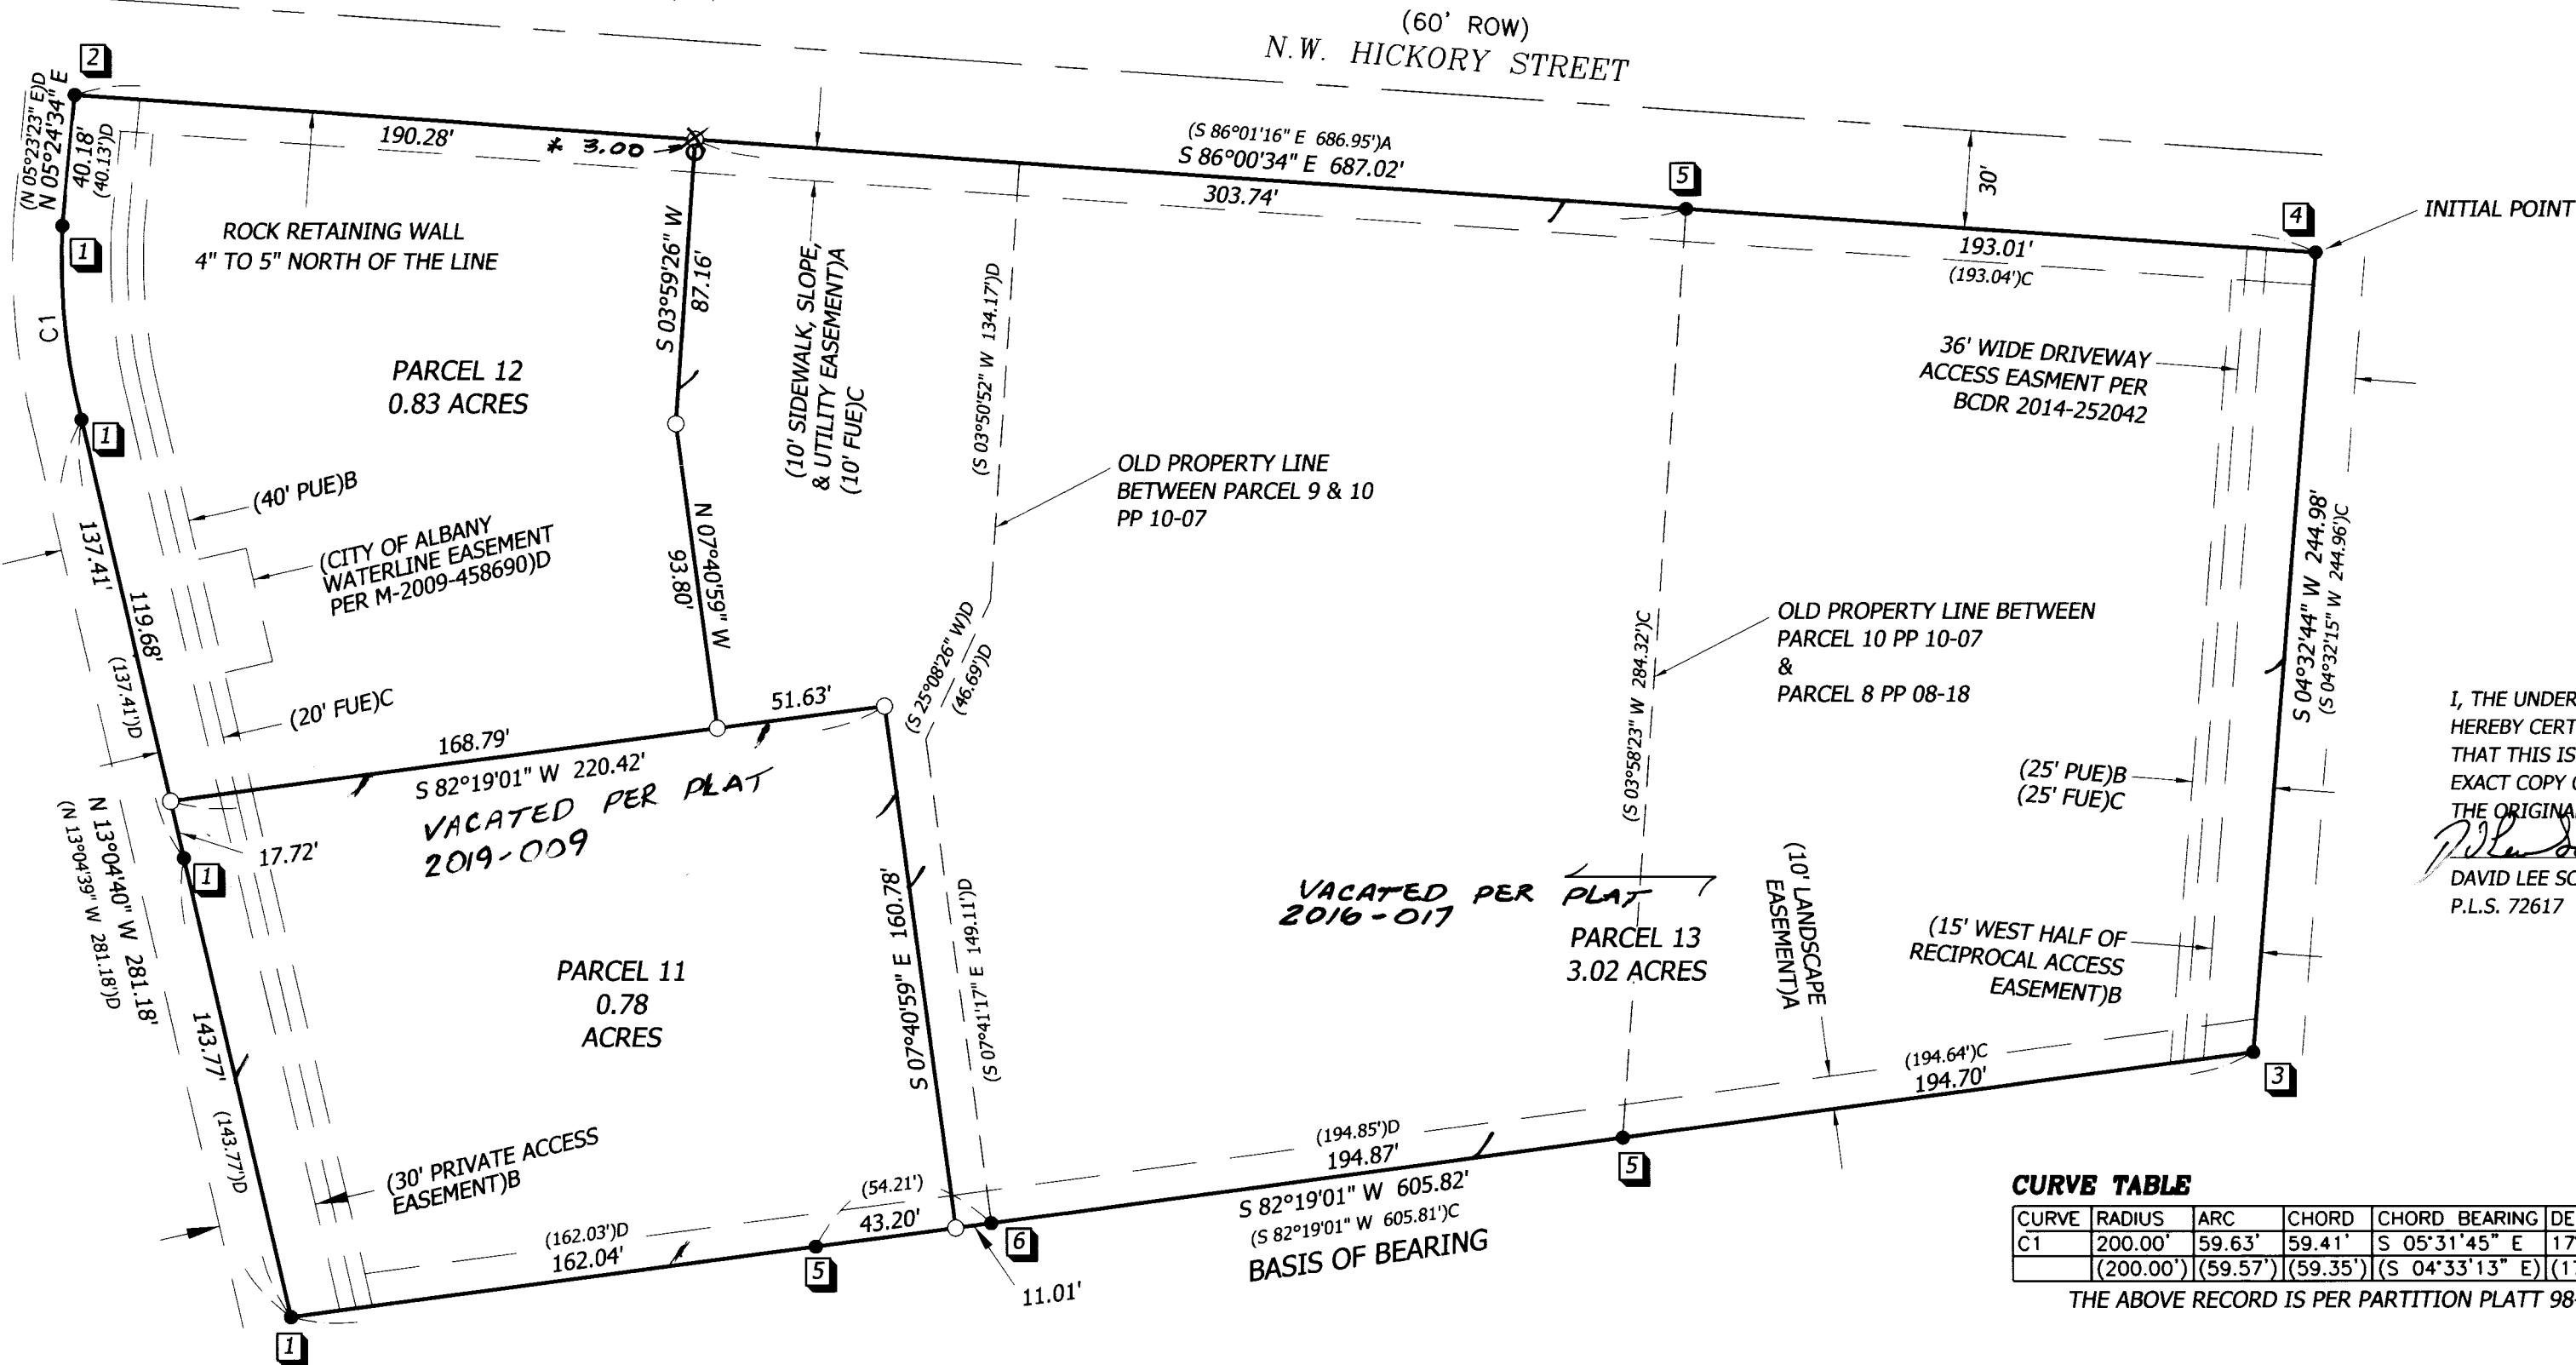 (60' ROW)
N.W. HICKORY STREET
2
(N 05°23'23" E)D
N 05°24'34" E
40.18'
(40.13')D
1
C1
1
190.28'
* 3.00
ROCK RETAINING WALL
4" TO 5" NORTH OF THE LINE
(S 86°01'16" E 686.95')A
S 86°00'34" E 687.02'
303.74'
5
30'
4
INITIAL POINT
193.01'
(193.04')C
S 03°59'26" W
87.16'
(10' SIDEWALK, SLOPE,
& UTILITY EASEMENT)A
(10' FUE)C
(S 03°50'52" W 134.17')D
PARCEL 12
0.83 ACRES
36' WIDE DRIVEWAY
ACCESS EASMENT PER
BCDR 2014-252042
(40' PUE)B
(CITY OF ALBANY
WATERLINE EASEMENT
PER M-2009-458690)D
N 07°40'59" W
93.80'
OLD PROPERTY LINE
BETWEEN PARCEL 9 & 10
PP 10-07
137.41'
119.68'
(137.41')D
(20' FUE)C
(S 25°08'26" W)D
(46.69')D
(S 03°58'23" W 284.32')C
OLD PROPERTY LINE BETWEEN
PARCEL 10 PP 10-07
&
PARCEL 8 PP 08-18
S 04°32'44" W 244.98'
(S 04°32'15" W 244.96')C
168.79'
51.63'
S 82°19'01" W 220.42'
VACATED PER PLAT
2019-009
17.72'
1
N 13°04'40" W 281.18'
(N 13°04'39" W 281.18')D
(25' PUE)B
(25' FUE)C
I, THE UNDER
HEREBY CERT
THAT THIS IS
EXACT COPY
THE ORIGINA
DAVID LEE SC
P.L.S. 72617
S 07°40'59" E 160.78'
(S 07°41'17" E 149.11')D
VACATED PER PLAT
2016-017
PARCEL 13
3.02 ACRES
(10' LANDSCAPE
EASEMENT)A
(15' WEST HALF OF
RECIPROCAL ACCESS
EASEMENT)B
PARCEL 11
0.78
ACRES
143.77'
(143.77')D
(30' PRIVATE ACCESS
EASEMENT)B
(162.03')D
162.04'
1
5
(54.21')
43.20'
6
11.01'
(194.85')D
194.87'
S 82°19'01" W 605.82'
(S 82°19'01" W 605.81')C
BASIS OF BEARING
5
(194.64')C
194.70'
3
CURVE TABLE
CURVE RADIUS ARC CHORD CHORD BEARING DE
C1 200.00' 59.63' 59.41' S 05°31'45" E 17
(200.00') (59.57') (59.35') (S 04°33'13" E) (17
THE ABOVE RECORD IS PER PARTITION PLATT 98-